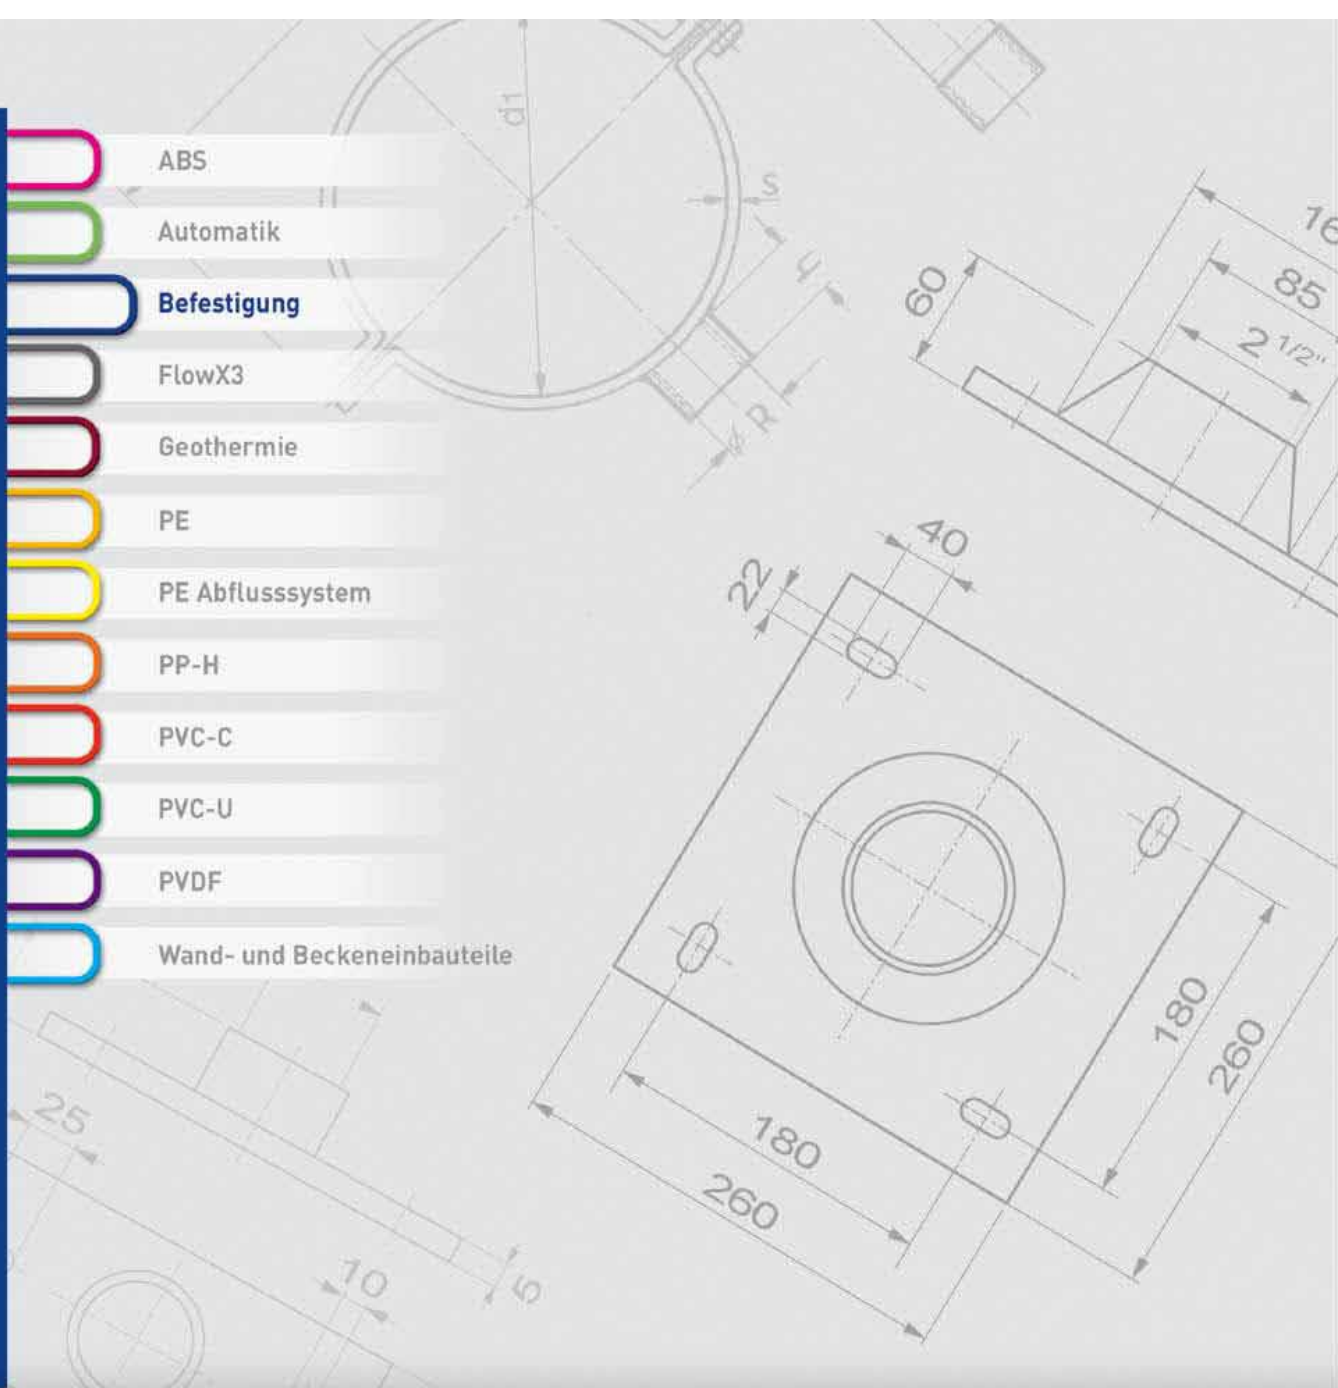 ABS
Automatik
Befestigung
FlowX3
Geothermie
PE
PE Abflusssystem
PP-H
PVC-C
PVC-U
PVDF
Wand- und Beckeneinbauteile
d1
S
R
60
85
2 1/2"
40
22
180
260
180
260
25
10
5